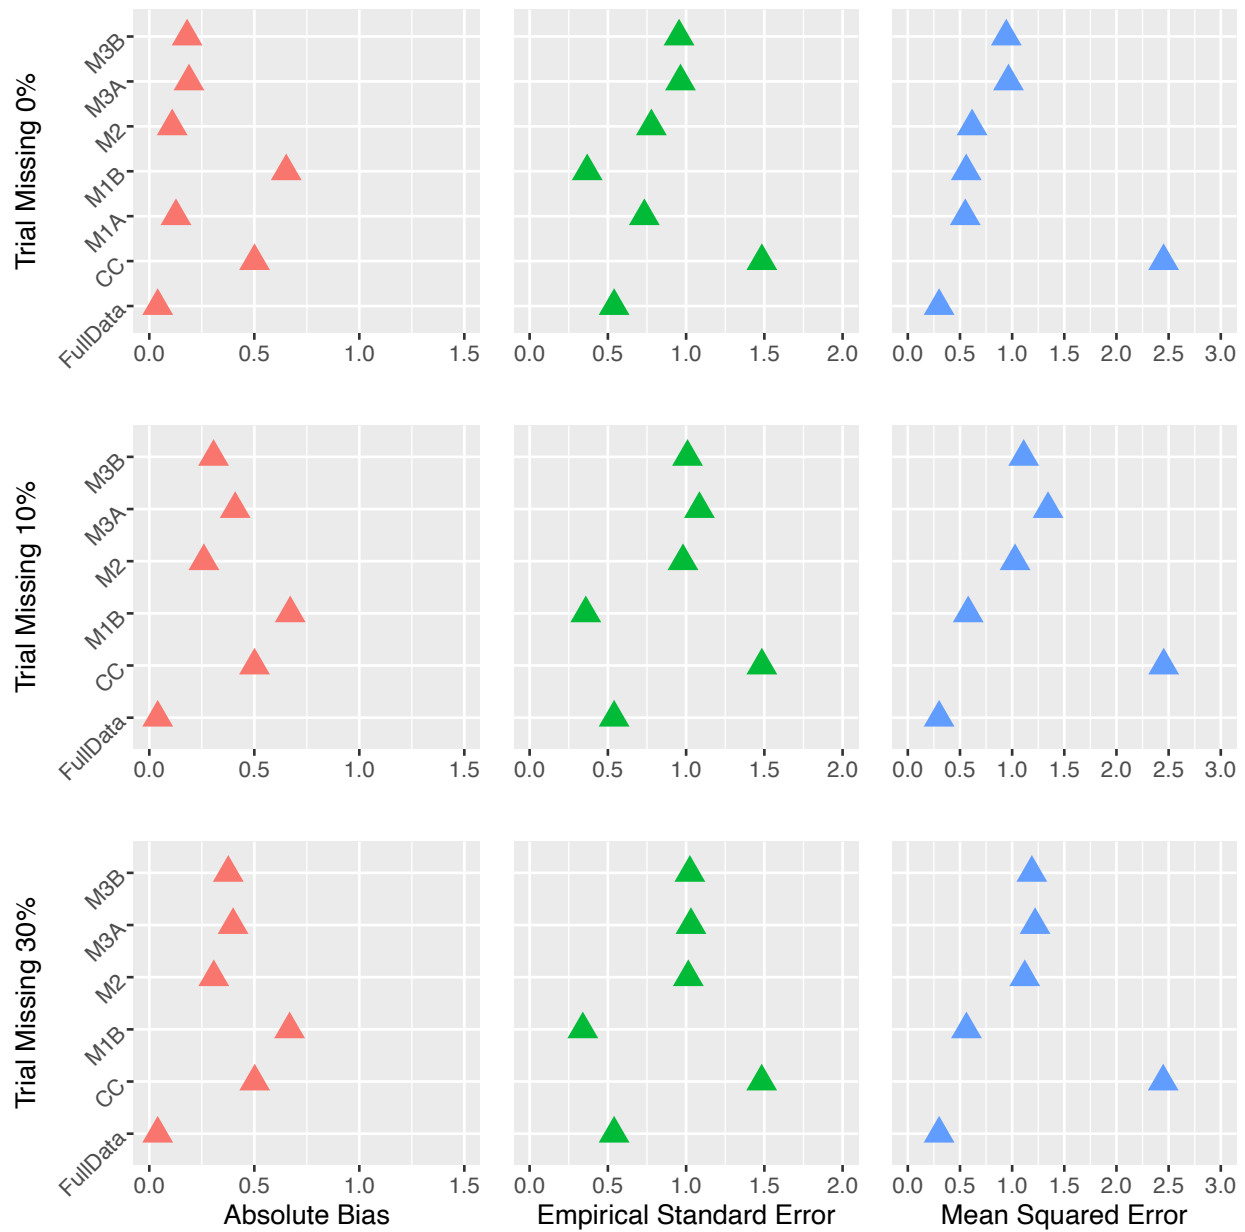 Trial Missing 0%
M3B
M3A
M2
M1B
M1A
CC
FullData
0.0 0.5 1.0 1.5
0.0 0.5 1.0 1.5 2.0
0.0 0.5 1.0 1.5 2.0 2.5 3.0
Trial Missing 10%
M3B
M3A
M2
M1B
CC
FullData
0.0 0.5 1.0 1.5
0.0 0.5 1.0 1.5 2.0
0.0 0.5 1.0 1.5 2.0 2.5 3.0
Trial Missing 30%
M3B
M3A
M2
M1B
CC
FullData
0.0 0.5 1.0 1.5
0.0 0.5 1.0 1.5 2.0
0.0 0.5 1.0 1.5 2.0 2.5 3.0
Absolute Bias
Empirical Standard Error
Mean Squared Error